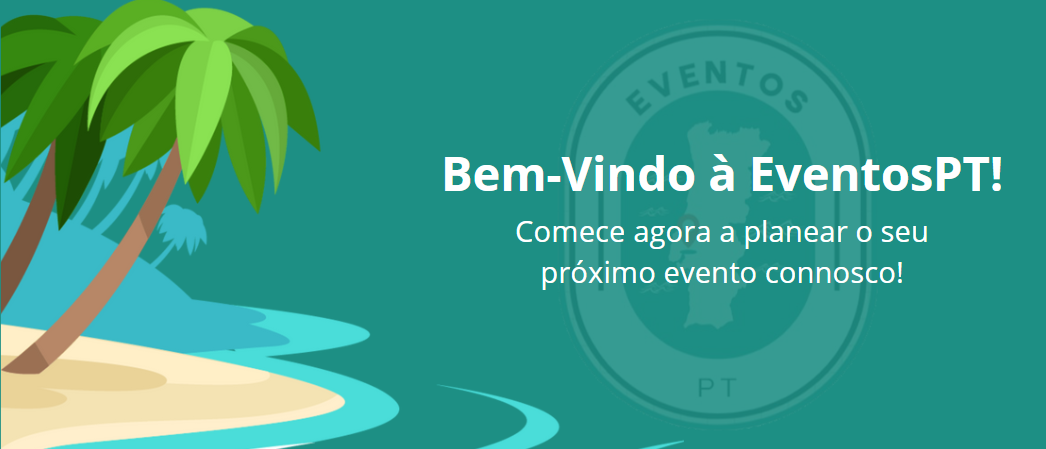 EVENTOS
Bem-Vindo à EventosPT!
Comece agora a planear o seu
próximo evento connosco!
PT